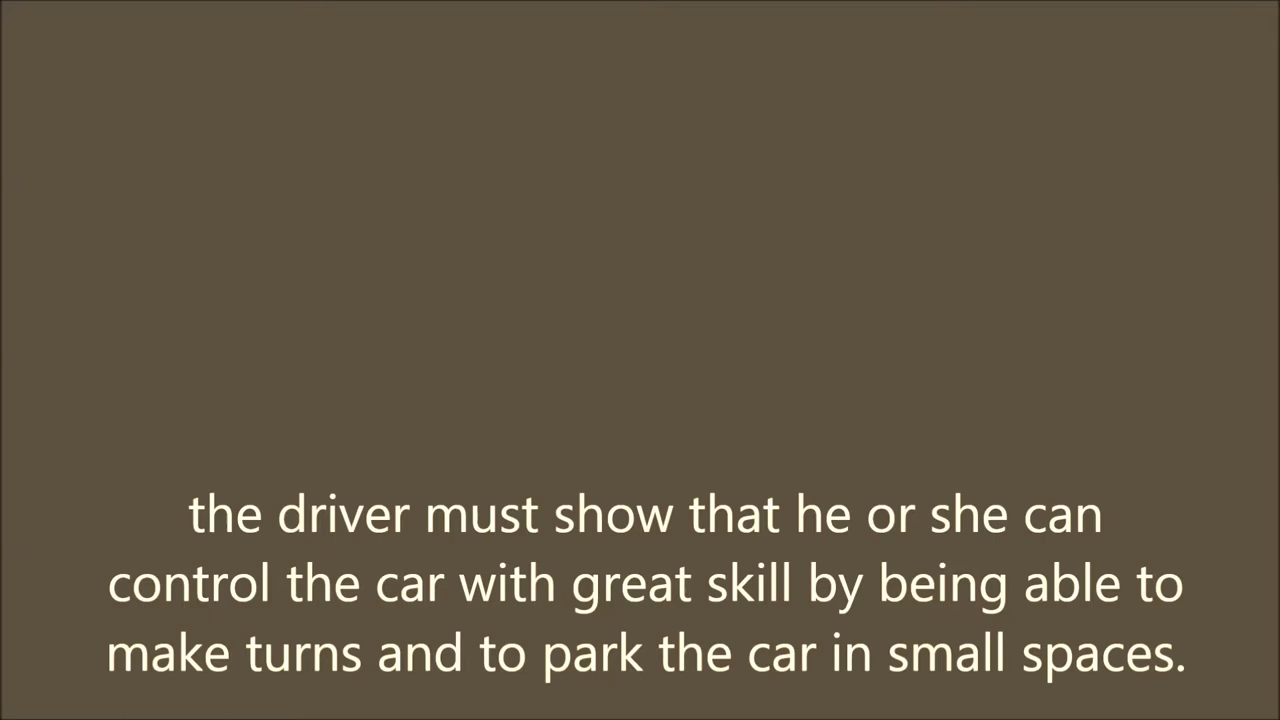 the driver must show that he or she can
control the car with great skill by being able to
make turns and to park the car in small spaces.